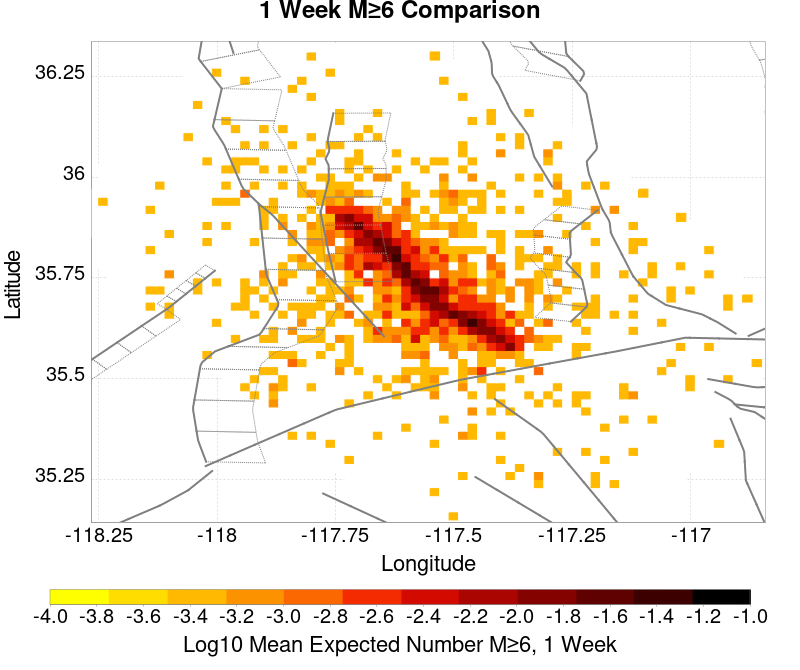 1 Week M≥6 Comparison
36.25
36
35.75
35.5
35.25
Latitude
-118.25 -118 -117.75 -117.5 -117.25 -117
Longitude
-4.0 -3.8 -3.6 -3.4 -3.2 -3.0 -2.8 -2.6 -2.4 -2.2 -2.0 -1.8 -1.6 -1.4 -1.2 -1.0
Log10 Mean Expected Number M≥6, 1 Week